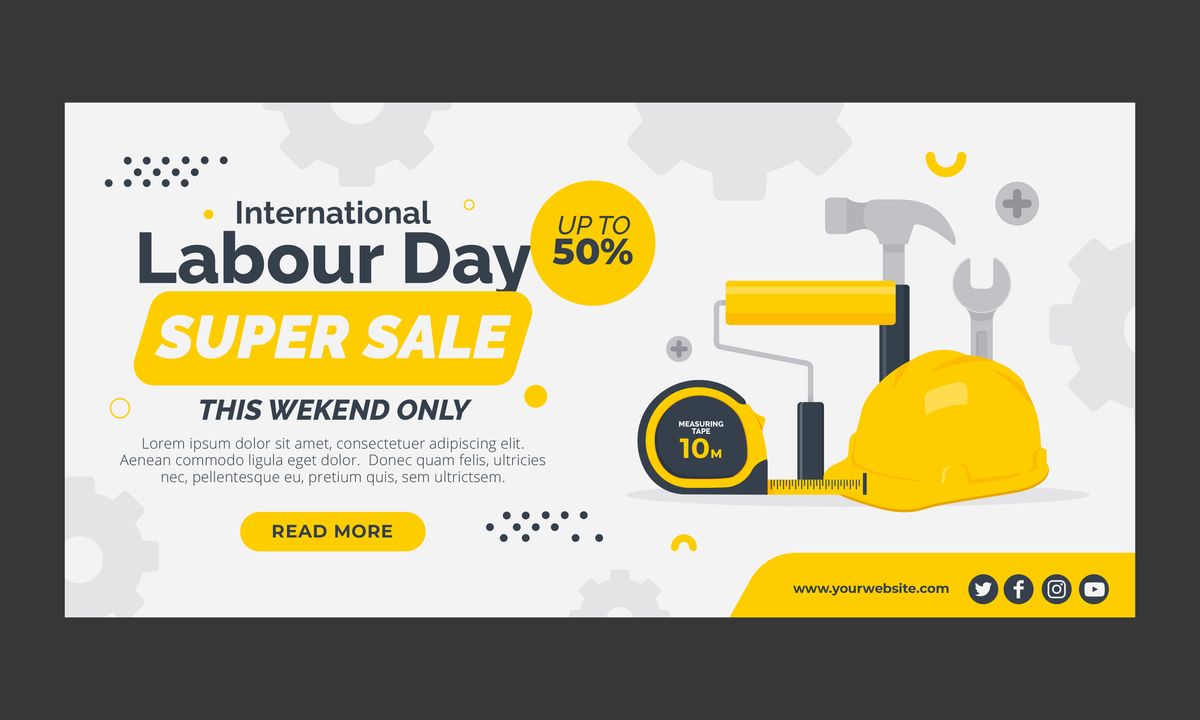 International
Labour Day
UP TO
50%
SUPER SALE
THIS WEKEND ONLY
Lorem ipsum dolor sit amet, consectetuer adipiscing elit.
Aenean commodo ligula eget dolor. Donec quam felis, ultricies
nec, pellentesque eu, pretium quis, sem ultrictsem.
READ MORE
MEASURING
TAPE
10M
www.yourwebsite.com